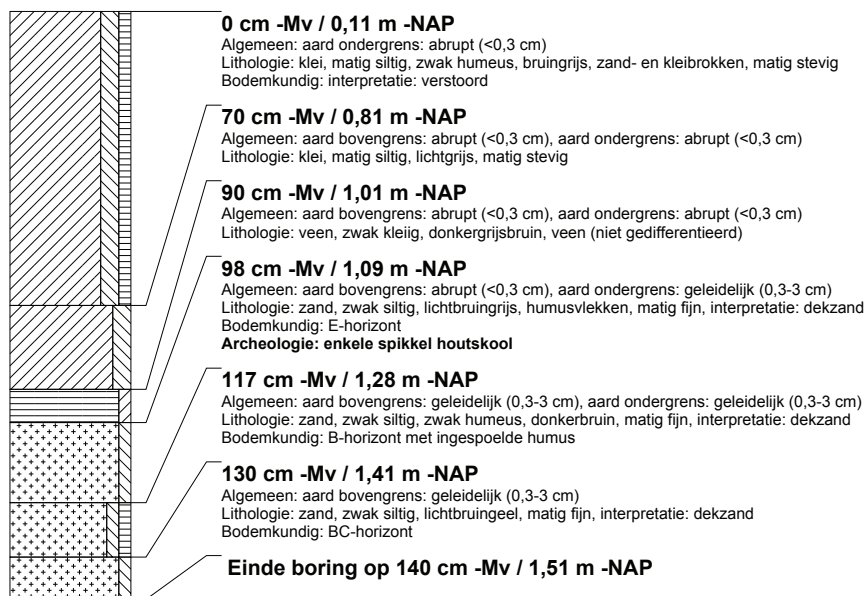 0 cm -Mv / 0,11 m -NAP
Algemeen: aard ondergrens: abrupt (<0,3 cm)
Lithologie: klei, matig siltig, zwak humeus, bruingrijs, zand- en kleibrokken, matig stevig
Bodemkundig: interpretatie: verstoord
70 cm -Mv / 0,81 m -NAP
Algemeen: aard bovengrens: abrupt (<0,3 cm), aard ondergrens: abrupt (<0,3 cm)
Lithologie: klei, matig siltig, lichtgrijs, matig stevig
90 cm -Mv / 1,01 m -NAP
Algemeen: aard bovengrens: abrupt (<0,3 cm), aard ondergrens: abrupt (<0,3 cm)
Lithologie: veen, zwak kleiig, donkergrijsbruin, veen (niet gedifferentieerd)
98 cm -Mv / 1,09 m -NAP
Algemeen: aard bovengrens: abrupt (<0,3 cm), aard ondergrens: geleidelijk (0,3-3 cm)
Lithologie: zand, zwak siltig, lichtbruingrijs, humusvlekken, matig fijn, interpretatie: dekzand
Bodemkundig: E-horizont
Archeologie: enkele spikkel houtskool
117 cm -Mv / 1,28 m -NAP
Algemeen: aard bovengrens: geleidelijk (0,3-3 cm), aard ondergrens: geleidelijk (0,3-3 cm)
Lithologie: zand, zwak siltig, zwak humeus, donkerbruin, matig fijn, interpretatie: dekzand
Bodemkundig: B-horizont met ingespoelde humus
130 cm -Mv / 1,41 m -NAP
Algemeen: aard bovengrens: geleidelijk (0,3-3 cm)
Lithologie: zand, zwak siltig, lichtbruingeel, matig fijn, interpretatie: dekzand
Bodemkundig: BC-horizont
Einde boring op 140 cm -Mv / 1,51 m -NAP